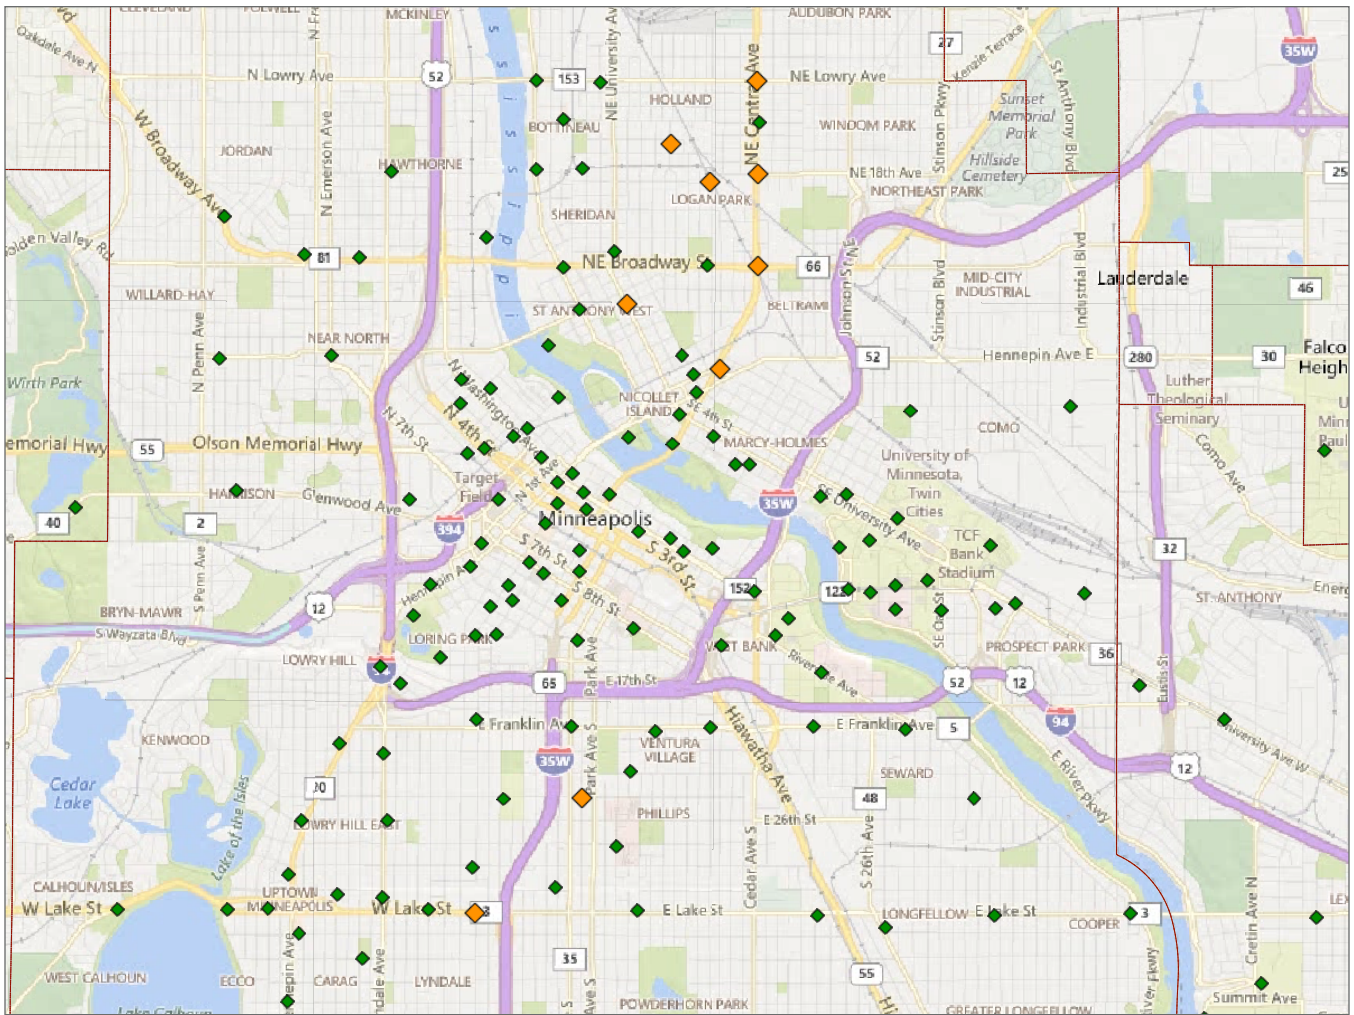 CLEVELAND
FOLWELL
MCKINLEY
AUDUBON PARK
Oakdale Ave N
N Lowry Ave
52
153
NE University Av
NE Central Ave
NE Lowry Ave
27
Kenzie Terrace
35W
HOLLAND
Sunset
Memorial
Park
St. Anthony Blvd
W Broadway Ave
N Emerson Ave
BOTTINEAU
WINDOM PARK
Stinson Pkwy
JORDAN
HAWTHORNE
Hillside
Cemetery
NE 18th Ave
25
NORTHEAST PARK
LOGAN PARK
SHERIDAN
olden Valley Rd
81
NE Broadway St
66
Johnson St NE
Stinson Blvd
Industrial Blvd
MID-CITY
INDUSTRIAL
Lauderdale
46
WILLARD-HAY
ST ANTHONY WEST
BELTRAMI
NEAR NORTH
N Penn Ave
52
Hennepin Ave E
280
30
Falco
Heigh
Wirth Park
N Washington Ave
NICOLLET
ISLAND
SE 4th St
Luther
Theological
Seminary
N 7th St
N 4th St
COMO
emorial Hwy
55
Olson Memorial Hwy
MARCY-HOLMES
University of
Minnesota,
Twin
Cities
Como Ave
Target
Field
N 1st Ave
HARRISON
Glenwood Ave
40
2
394
Minneapolis
35W
SE University Ave
TCF
Bank
Stadium
32
S 7th St
S 3rd St
Hennepin A
S 8th St
152
122
S Penn Ave
12
BRYN-MAWR
S Wayzata Blvd
LORING PARK
WEST BANK
SE Oak St
ST. ANTHONY
Energ
PROSPECT PARK
36
LOWRY HILL
65
Park Ave
E 17th St
52
12
94
Eustis St
E Franklin Av
E Franklin Ave
5
KENWOOD
Hiawatha Ave
VENTURA
VILLAGE
35W
Park Ave S
University Ave W
12
Cedar
Lake
Lake of the Isles
SEWARD
E River Pkwy
48
PHILLIPS
E 26th St
LOWRY HILL EAST
Cedar Ave S
S 26th Ave
CALHOUN/ISLES
UPTOWN
MINNEAPOLIS
W Lake St
W Lake St
E Lake St
LONGFELLOW
E Lake St
COOPER
3
Cretin Ave N
WEST CALHOUN
ECCO
CARAG
LYNDALE
35
55
Summit Ave
POWDERHORN PARK
GREATER LONGFELLOW
Lake Calhoun